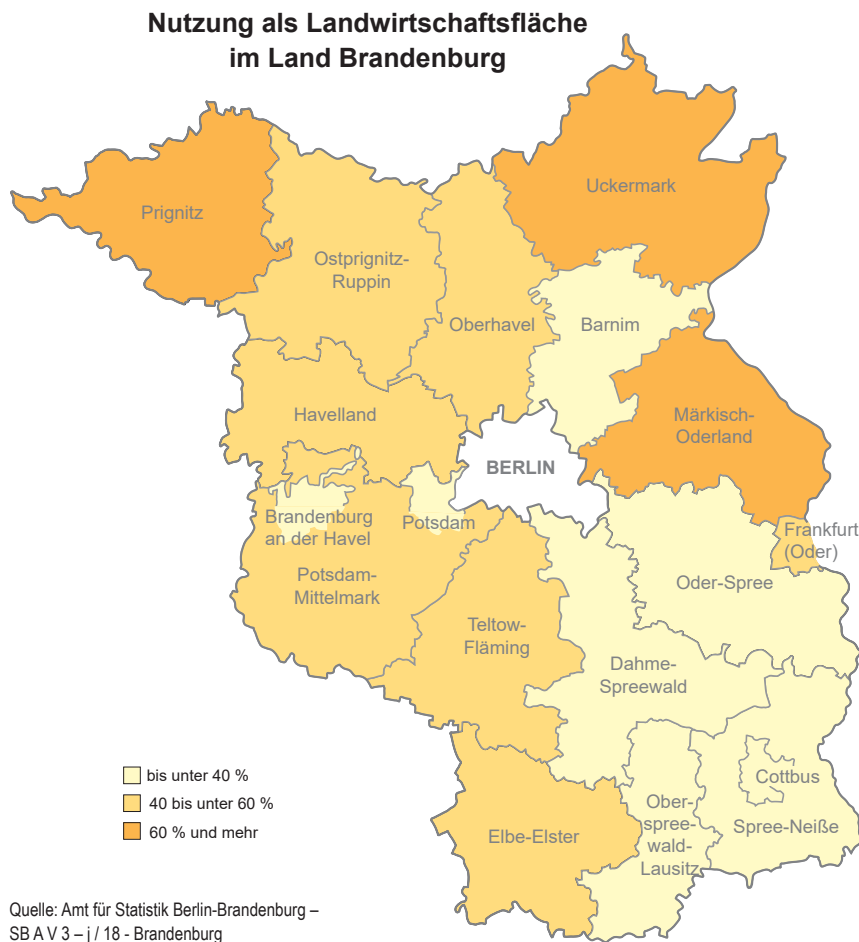 Nutzung als Landwirtschaftsfläche
im Land Brandenburg
Prignitz
Uckermark
Ostprignitz-
Ruppin
Oberhavel
Barnim
Havelland
Märkisch-
Oderland
BERLIN
Brandenburg
an der Havel
Potsdam
Frankfurt
(Oder)
Potsdam-
Mittelmark
Oder-Spree
Teltow-
Fläming
Dahme-
Spreewald
bis unter 40 %
40 bis unter 60 %
60 % und mehr
Cottbus
Elbe-Elster
Ober-
spree-
wald-
Lausitz
Spree-Neiße
Quelle: Amt für Statistik Berlin-Brandenburg –
SB A V 3 – j / 18 - Brandenburg